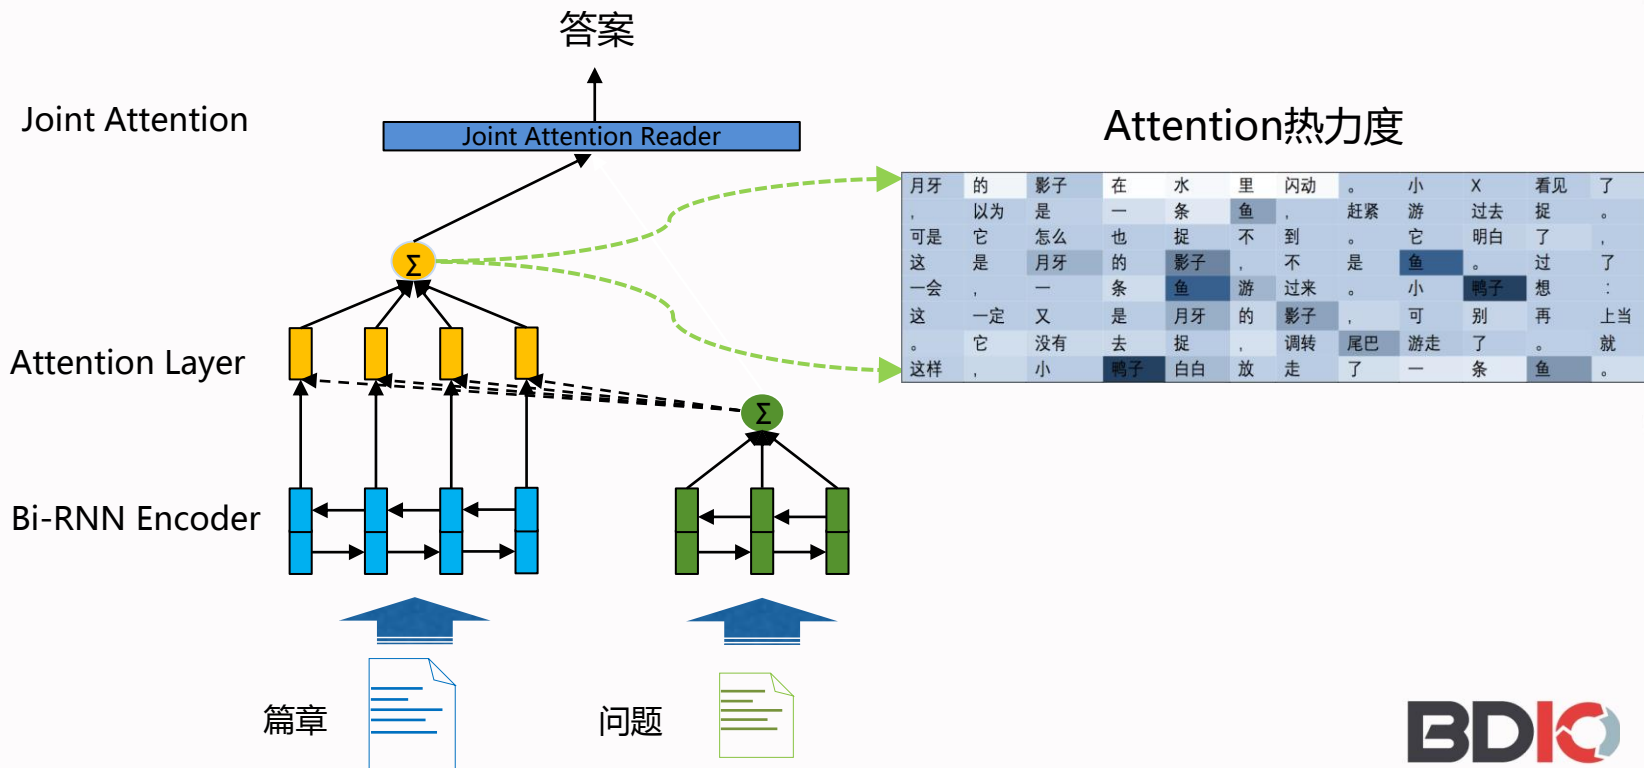 答案
Joint Attention
Joint Attention Reader
Attention热力度
月牙 的 影子 在 水 里 闪动 。 小 X 看见 了
, 以为 是 一 条 鱼 , 赶紧 游 过去 捉 。
可是 它 怎么 也 捉 不 到 。 它 明白 了 ,
这 是 月牙 的 影子 , 不 是 鱼 。 过 了
一会 , 一 条 鱼 游 过来 。 小 鸭子 想 :
这 一定 又 是 月牙 的 影子 , 可 别 再 上当
。 它 没有 去 捉 , 调转 尾巴 游走 了 。 就
这样 , 小 鸭子 白白 放 走 了 一 条 鱼 。
Σ
Attention Layer
Σ
Bi-RNN Encoder
篇章
问题
BDIC